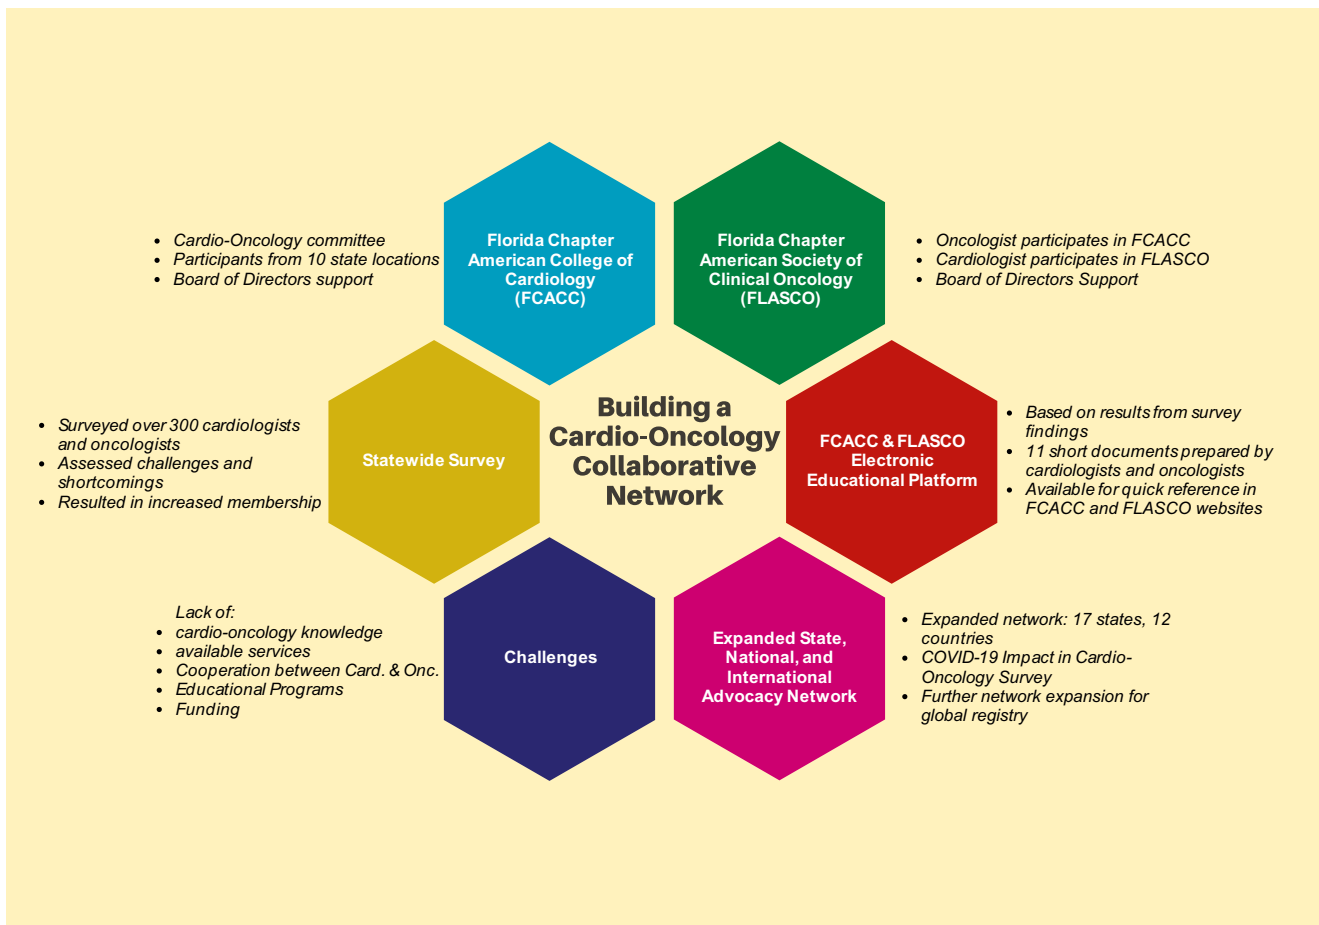 • Cardio-Oncology committee
• Participants from 10 state locations
• Board of Directors support
Florida Chapter
American College of
Cardiology
(FCACC)
Florida Chapter
American Society of
Clinical Oncology
(FLASCO)
• Oncologist participates in FCACC
• Cardiologist participates in FLASCO
• Board of Directors Support
• Surveyed over 300 cardiologists
and oncologists
• Assessed challenges and
shortcomings
• Resulted in increased membership
Statewide Survey
Building a
Cardio-Oncology
Collaborative
Network
FCACC & FLASCO
Electronic
Educational Platform
• Based on results from survey
findings
• 11 short documents prepared by
cardiologists and oncologists
• Available for quick reference in
FCACC and FLASCO websites
Lack of:
• cardio-oncology knowledge
• available services
• Cooperation between Card. & Onc.
• Educational Programs
• Funding
Challenges
Expanded State,
National, and
International
Advocacy Network
• Expanded network: 17 states, 12
countries
• COVID-19 Impact in Cardio-
Oncology Survey
• Further network expansion for
global registry